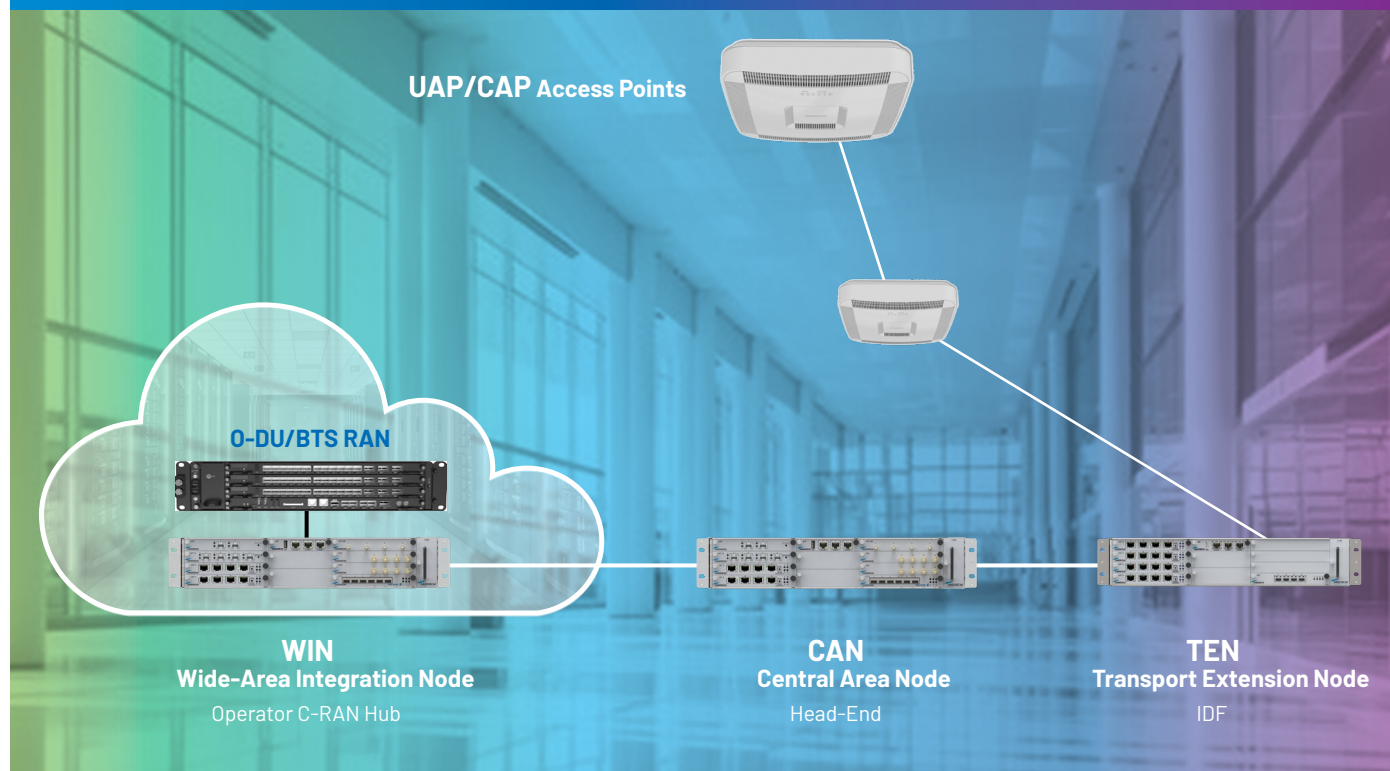 UAP/CAP Access Points
O-DU/BTS RAN
WIN
Wide-Area Integration Node
Operator C-RAN Hub
CAN
Central Area Node
Head-End
TEN
Transport Extension Node
IDF